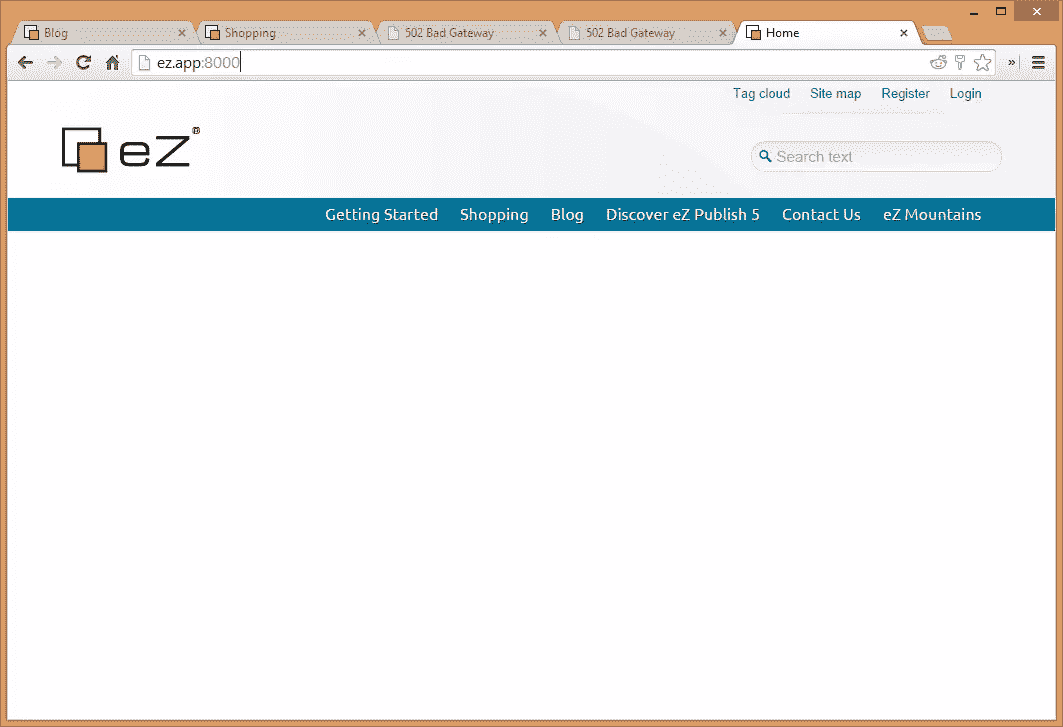 Blog
Shopping
502 Bad Gateway
502 Bad Gateway
Home
ez.app:8000
Tag cloud Site map Register Login
eZ®
Search text
Getting Started Shopping Blog Discover eZ Publish 5 Contact Us eZ Mountains